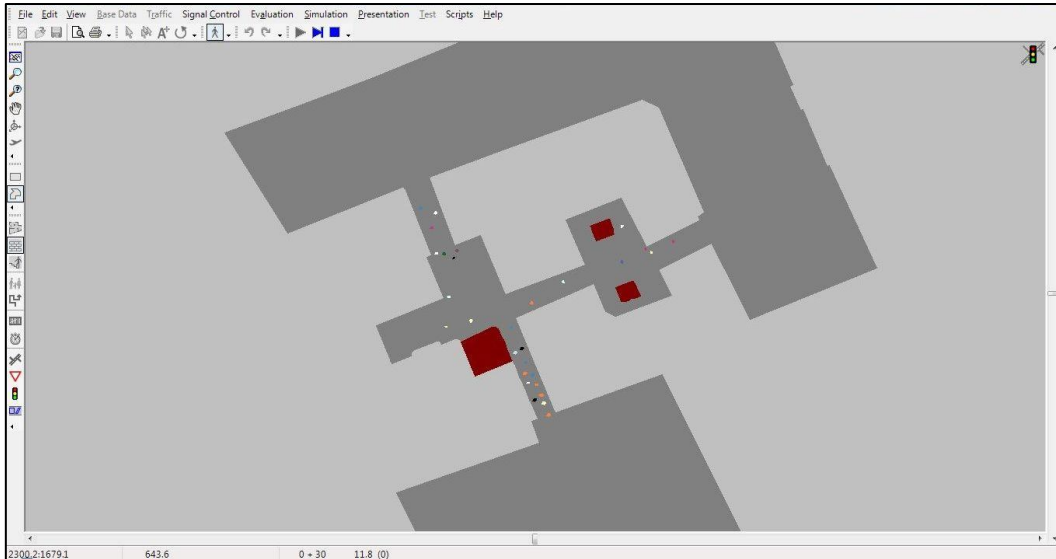 File Edit View Base Data Traffic Signal Control Evaluation Simulation Presentation Test Scripts Help
2300.2:1679.1 643.6 0 + 30 11.8 (0)